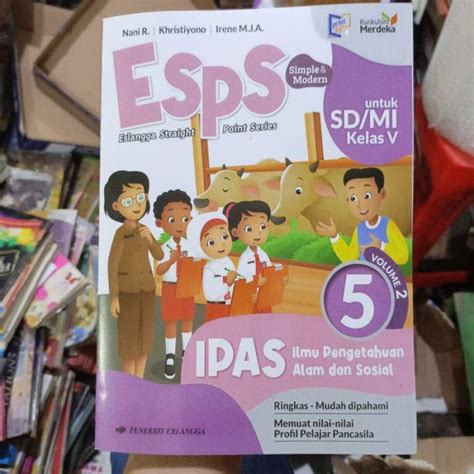 Nani R. | Khristiyono | Irene M.J.A.
Kurikulum
Merdeka
ESPS
Simple &
Modern
Erlangga Straight Point Series
untuk
SD/MI
Kelas V
5
VOLUME 2
IPAS
Ilmu Pengetahuan
Alam dan Sosial
Ringkas - Mudah dipahami
Memuat nilai-nilai
Profil Pelajar Pancasila
PENERBIT ERLANGGA